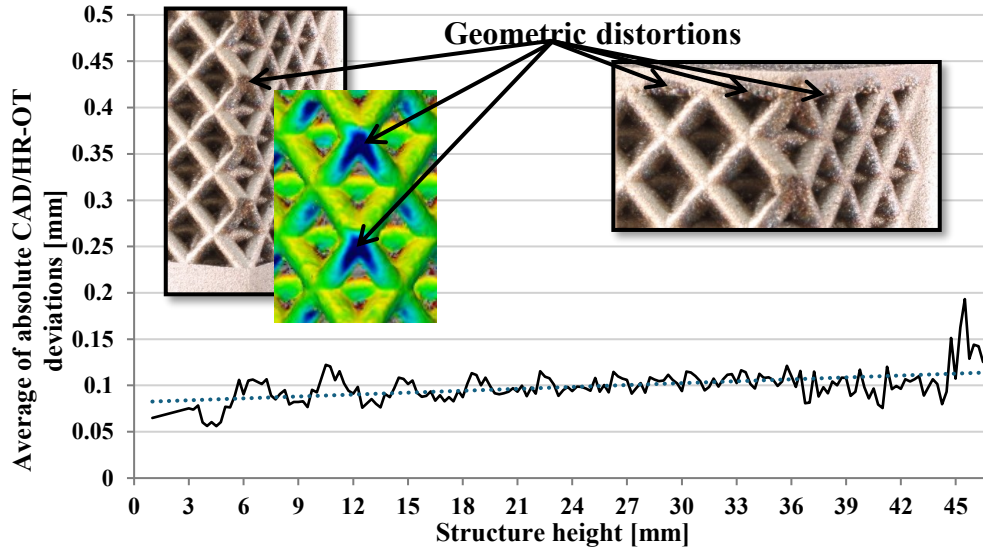 Geometric distortions
Average of absolute CAD/HR-OT
deviations [mm]
0.5
0.45
0.4
0.35
0.3
0.25
0.2
0.15
0.1
0.05
0
0 3 6 9 12 15 18 21 24 27 30 33 36 39 42 45
Structure height [mm]